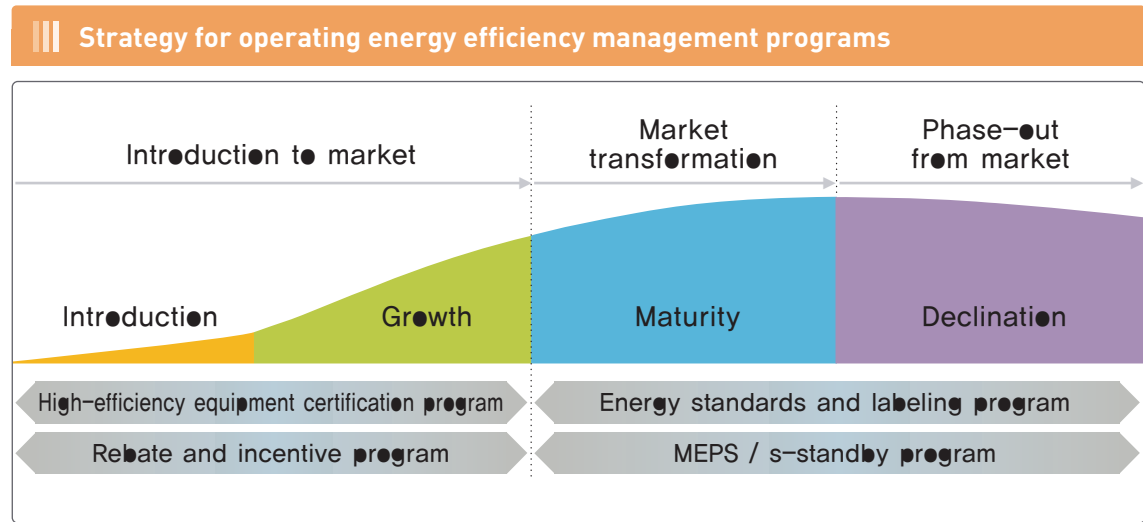 Strategy for operating energy efficiency management programs
Introduction to market
Market
transformation
Phase-out
from market
Introduction
Growth
Maturity
Declination
High-efficiency equipment certification program
Energy standards and labeling program
Rebate and incentive program
MEPS / s-standby program